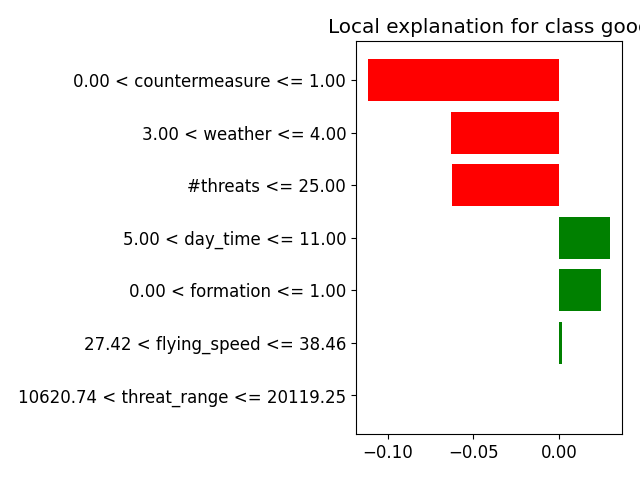 Local explanation for class goo
0.00 < countermeasure <= 1.00
3.00 < weather <= 4.00
#threats <= 25.00
5.00 < day_time <= 11.00
0.00 < formation <= 1.00
27.42 < flying_speed <= 38.46
10620.74 < threat_range <= 20119.25
−0.10 −0.05 0.00